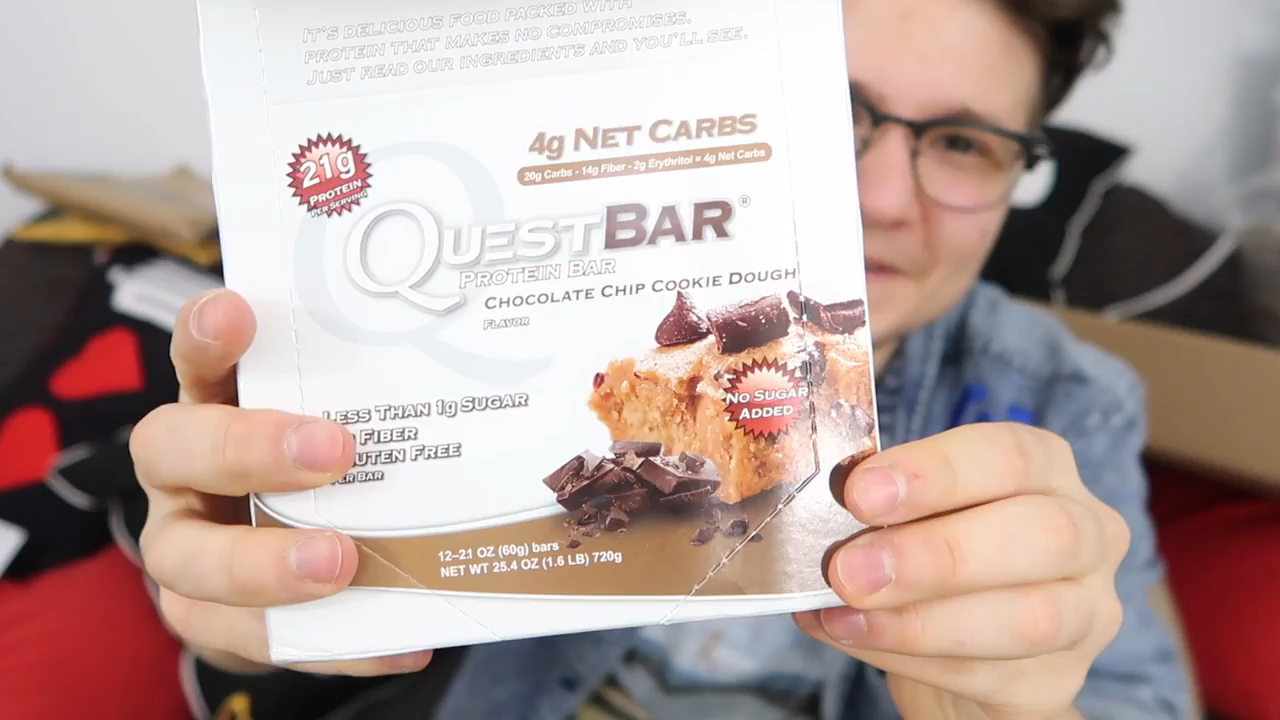 IT'S DELICIOUS FOOD PACKED WITH
PROTEIN THAT MAKES NO COMPROMISES.
JUST READ OUR INGREDIENTS AND YOU'LL SEE.
4g NET CARBS
20g Carbs - 14g Fiber - 2g Erythritol = 4g Net Carbs
21g
PROTEIN
PER SERVING
QUESTBAR®
PROTEIN BAR
CHOCOLATE CHIP COOKIE DOUGH
FLAVOR
NO SUGAR
ADDED
LESS THAN 1g SUGAR
FIBER
FREE
BAR
12–2.1 OZ (60g) bars
NET WT 25.4 OZ (1.6 LB) 720g